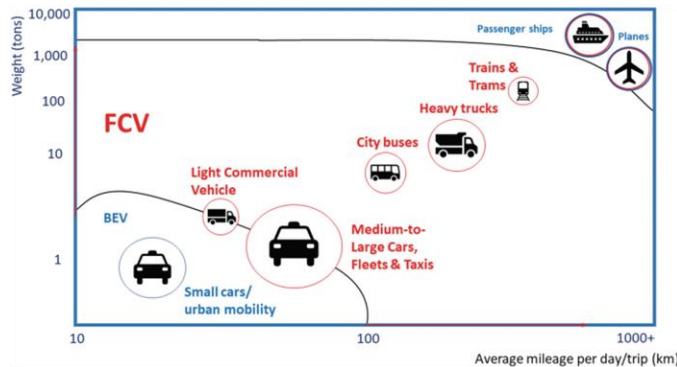 10,000
Weight (tons)
1,000
100
10
1
Passenger ships
Planes
Trains &
Trams
Heavy trucks
FCV
City buses
Light Commercial
Vehicle
BEV
Medium-to-
Large Cars,
Fleets & Taxis
Small cars/
urban mobility
10
100
1000+
Average mileage per day/trip (km)